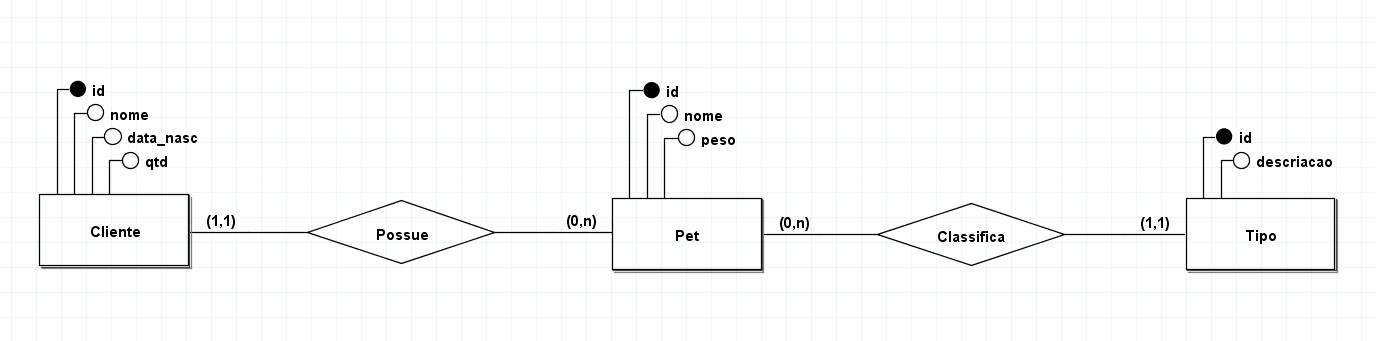 id
nome
data_nasc
qtd
Cliente
(1,1)
Possue
(0,n)
id
nome
peso
Pet
(0,n)
Classifica
(1,1)
id
descriacao
Tipo